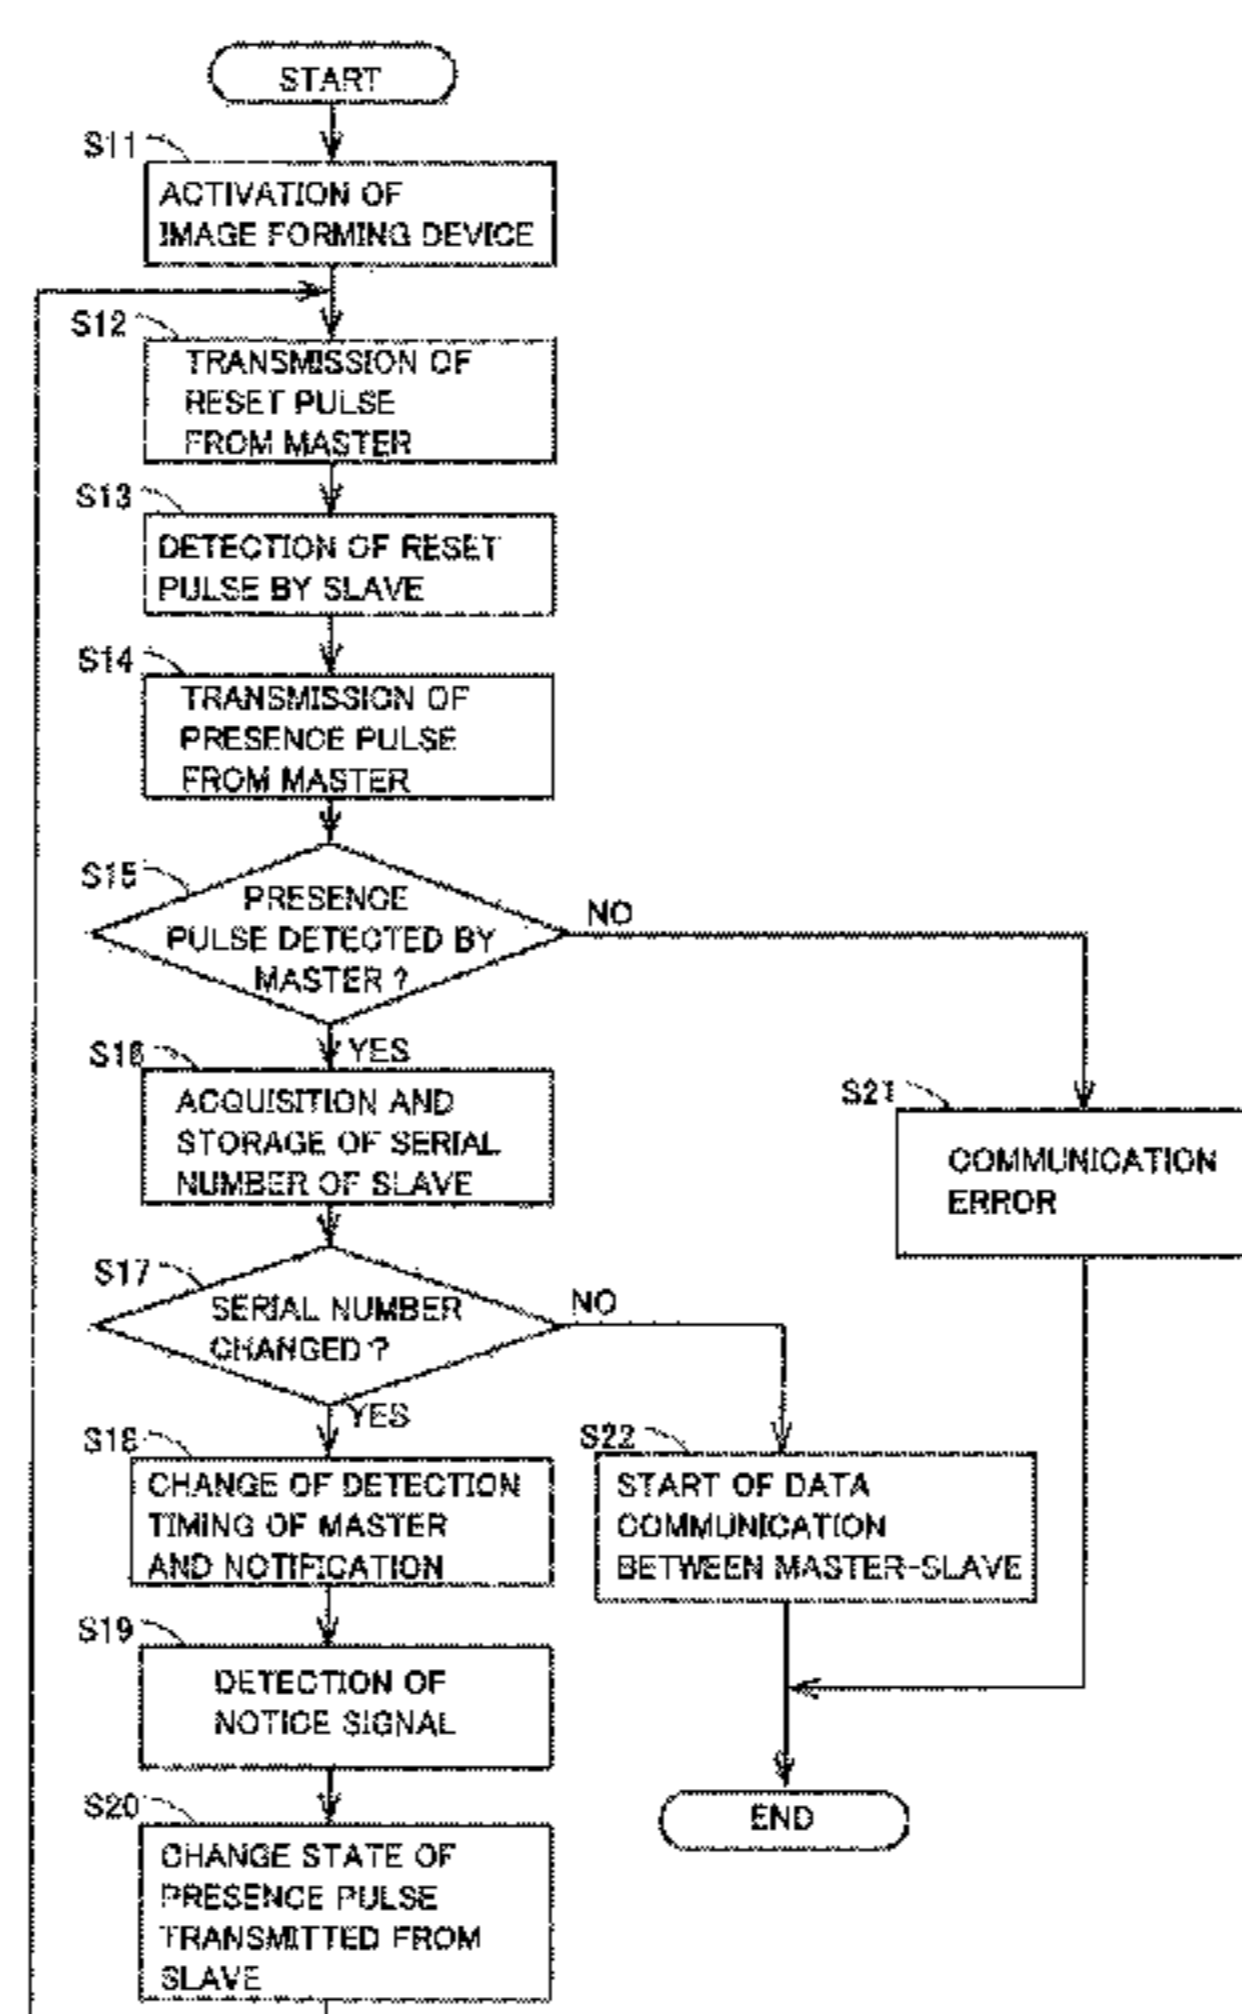 START
S11
ACTIVATION OF
IMAGE FORMING DEVICE
S12
TRANSMISSION OF
RESET PULSE
FROM MASTER
S13
DETECTION OF RESET
PULSE BY SLAVE
S14
TRANSMISSION OF
PRESENCE PULSE
FROM MASTER
S15
PRESENCE
PULSE DETECTED BY
MASTER ?
NO
YES
S16
ACQUISITION AND
STORAGE OF SERIAL
NUMBER OF SLAVE
S21
COMMUNICATION
ERROR
S17
SERIAL NUMBER
CHANGED ?
NO
YES
S18
CHANGE OF DETECTION
TIMING OF MASTER
AND NOTIFICATION
S22
START OF DATA
COMMUNICATION
BETWEEN MASTER-SLAVE
S19
DETECTION OF
NOTICE SIGNAL
END
S20
CHANGE STATE OF
PRESENCE PULSE
TRANSMITTED FROM
SLAVE